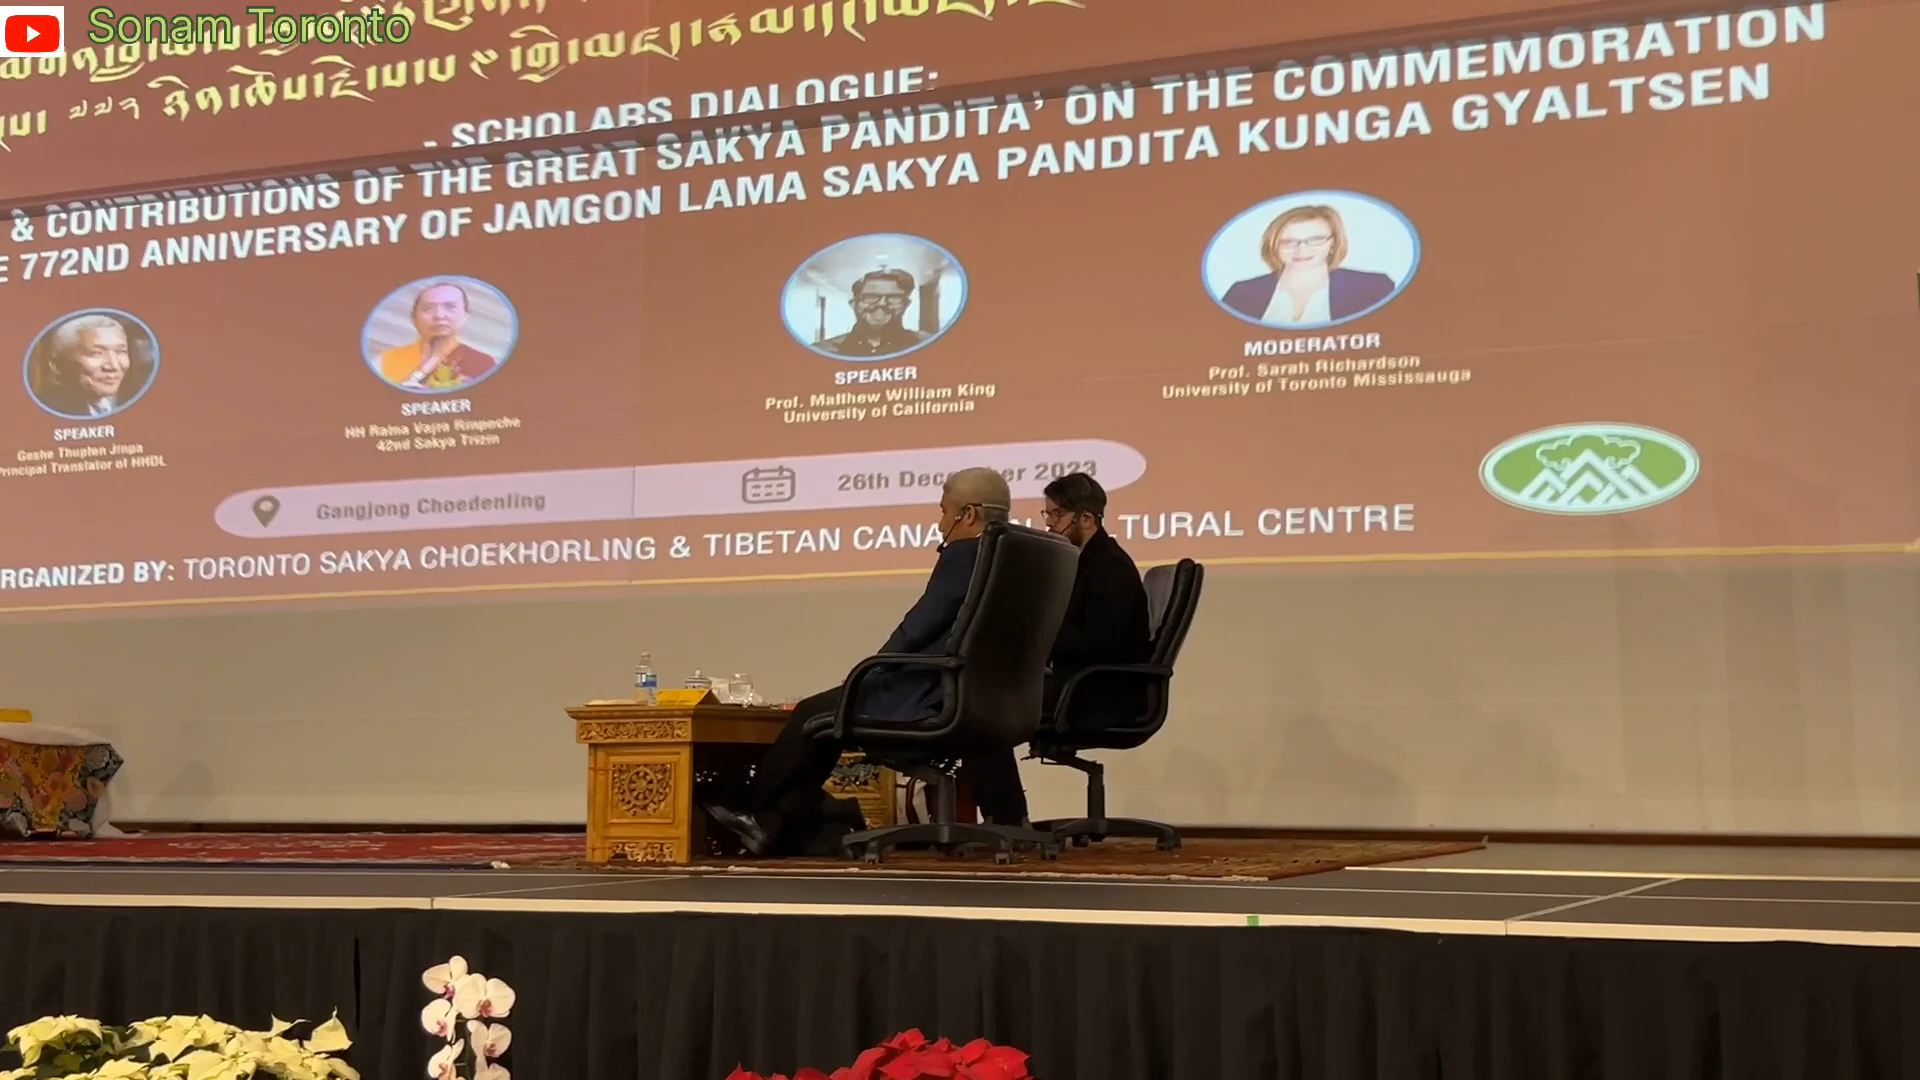 Sonam Toronto
- SCHOLARS DIALOGUE:
& CONTRIBUTIONS OF THE GREAT SAKYA PANDITA' ON THE COMMEMORATION
E 772ND ANNIVERSARY OF JAMGON LAMA SAKYA PANDITA KUNGA GYALTSEN
SPEAKER
Geshe Thupten Jinpa
Principal Translator of HHDL
SPEAKER
HH Ratna Vajra Rinpoche
42nd Sakya Trizin
SPEAKER
Prof. Matthew William King
University of California
MODERATOR
Prof. Sarah Richardson
University of Toronto Mississauga
Gangjong Choedenling
26th Dec er 2023
RGANIZED BY: TORONTO SAKYA CHOEKHORLING & TIBETAN CANA N LTURAL CENTRE